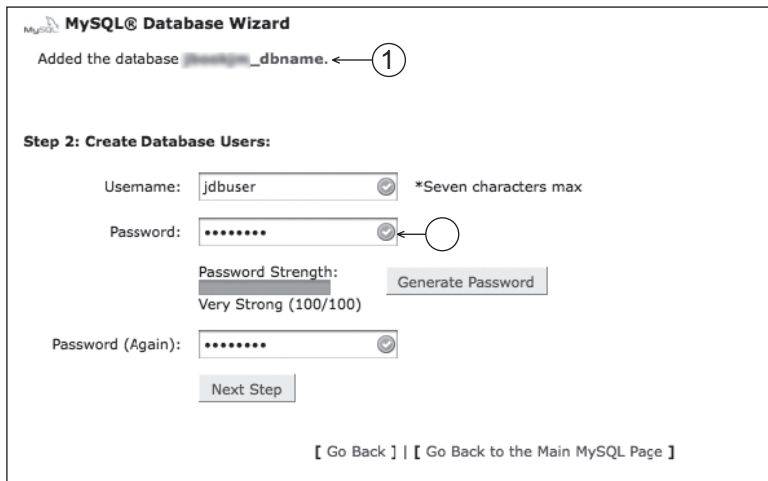 MySQL MySQL® Database Wizard
Added the database _dbname. 1
Step 2: Create Database Users:
Username: jdbuser *Seven characters max
Password: ••••••••
Password Strength:
Generate Password
Very Strong (100/100)
Password (Again): ••••••••
Next Step
[ Go Back ] | [ Go Back to the Main MySQL Page ]